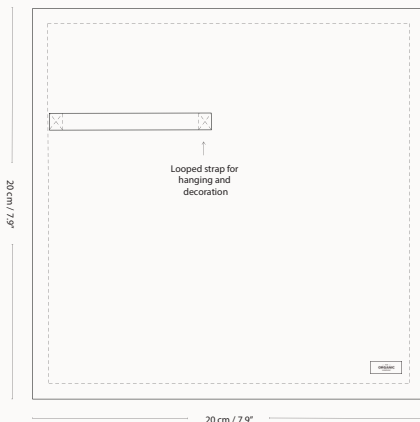 20 cm / 7.9"
Looped strap for
hanging and
decoration
ORGANIC
20 cm / 7.9"